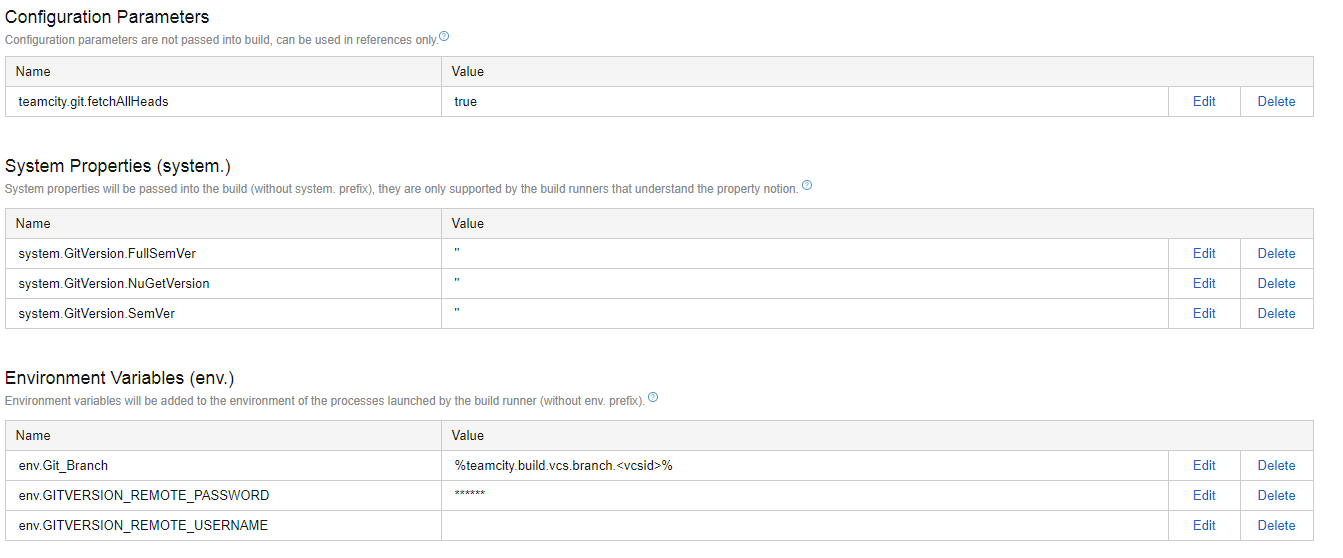 Configuration Parameters
Configuration parameters are not passed into build, can be used in references only. ?
Name Value
teamcity.git.fetchAllHeads true Edit Delete
System Properties (system.)
System properties will be passed into the build (without system. prefix), they are only supported by the build runners that understand the property notion. ?
Name Value
system.GitVersion.FullSemVer '' Edit Delete
system.GitVersion.NuGetVersion '' Edit Delete
system.GitVersion.SemVer '' Edit Delete
Environment Variables (env.)
Environment variables will be added to the environment of the processes launched by the build runner (without env. prefix). ?
Name Value
env.Git_Branch %teamcity.build.vcs.branch.<vcsid>% Edit Delete
env.GITVERSION_REMOTE_PASSWORD ****** Edit Delete
env.GITVERSION_REMOTE_USERNAME Edit Delete